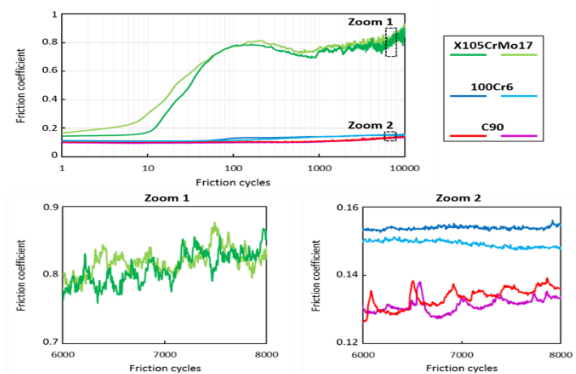 1
0.8
0.6
0.4
0.2
0
Friction coefficient
Zoom 1
Zoom 2
1
10
100
1000
10000
Friction cycles
X105CrMo17
100Cr6
C90
Zoom 1
0.9
0.8
0.7
Friction coefficient
6000
7000
8000
Friction cycles
Zoom 2
0.16
0.14
0.12
Friction coefficient
6000
7000
8000
Friction cycles